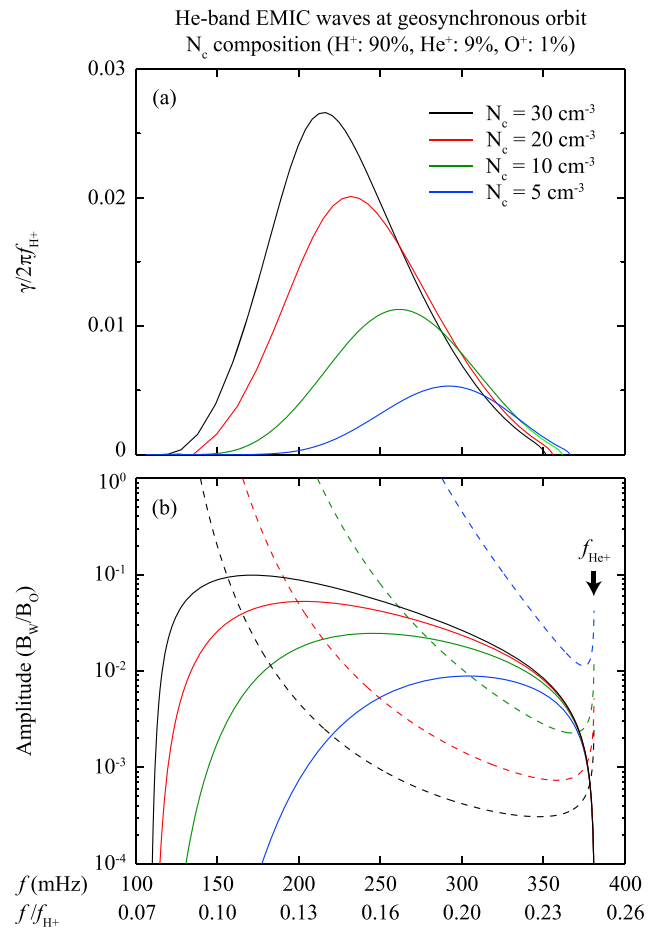 He-band EMIC waves at geosynchronous orbit
N_c composition (H⁺: 90%, He⁺: 9%, O⁺: 1%)
0.03
(a)
N_c = 30 cm⁻³
N_c = 20 cm⁻³
N_c = 10 cm⁻³
N_c = 5 cm⁻³
0.02
γ/2πf_H+
0.01
0
10⁰
(b)
f_He+
10⁻¹
Amplitude (B_W/B_O)
10⁻²
10⁻³
10⁻⁴
f (mHz) 100 150 200 250 300 350 400
f/f_H+ 0.07 0.10 0.13 0.16 0.20 0.23 0.26